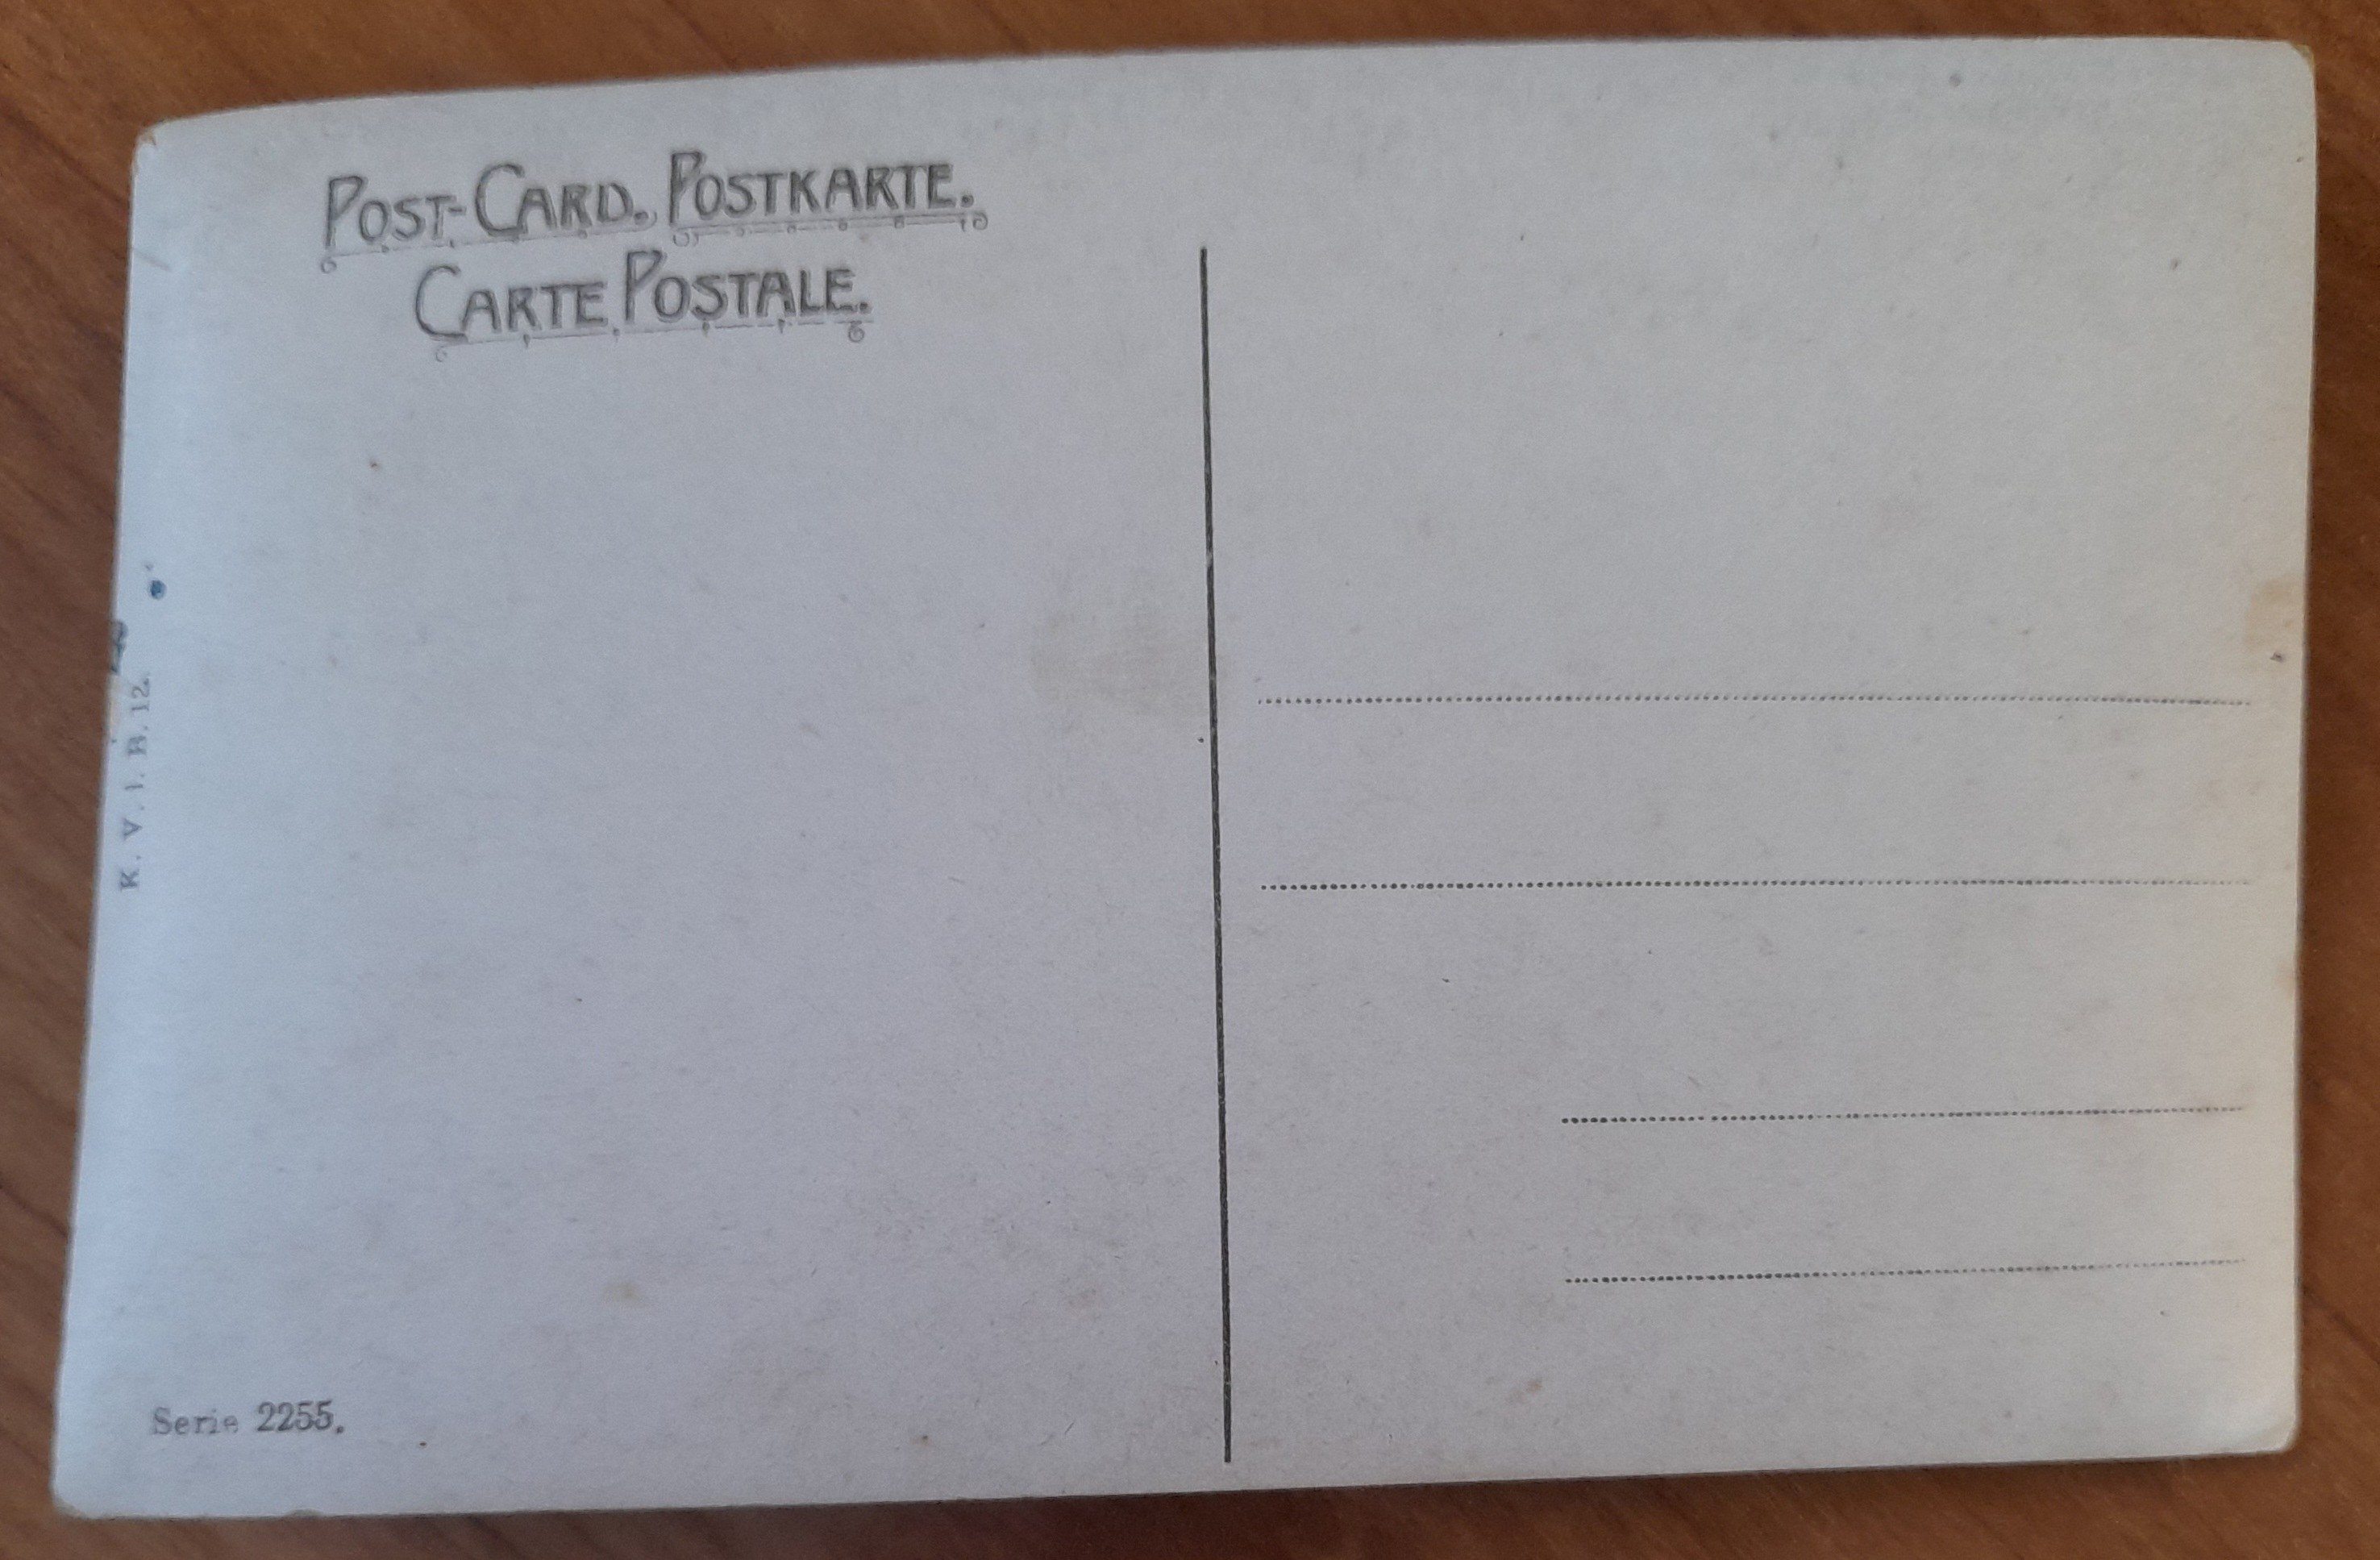 POST-CARD. POSTKARTE.
CARTE POSTALE.
K. V. i. B. 12.
Serie 2255.